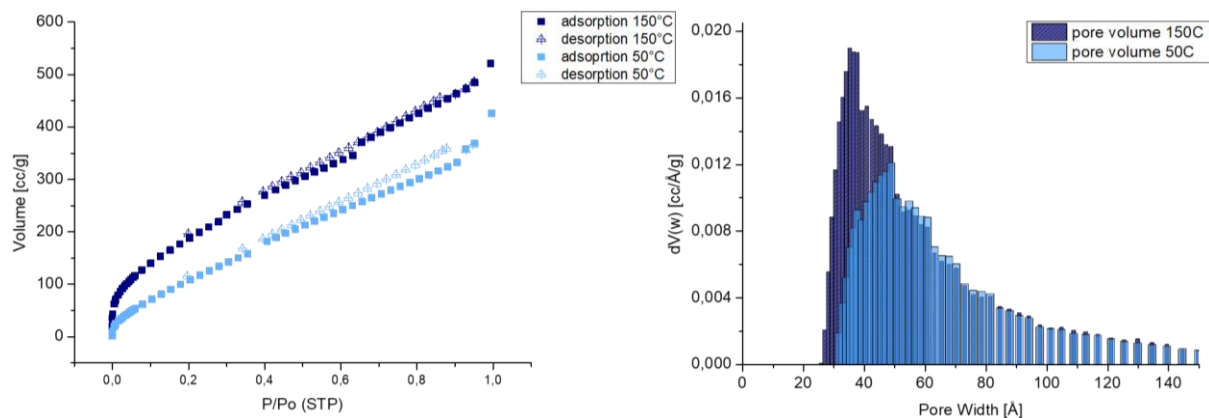 600
500
400
300
200
100
0
Volume [cc/g]
0,0 0,2 0,4 0,6 0,8 1,0
P/Po (STP)
adsorption 150°C
desorption 150°C
adsoprtion 50°C
desorption 50°C
0,020
0,016
0,012
0,008
0,004
0,000
dV(w) [cc/Å/g]
0 20 40 60 80 100 120 140
Pore Width [Å]
pore volume 150C
pore volume 50C